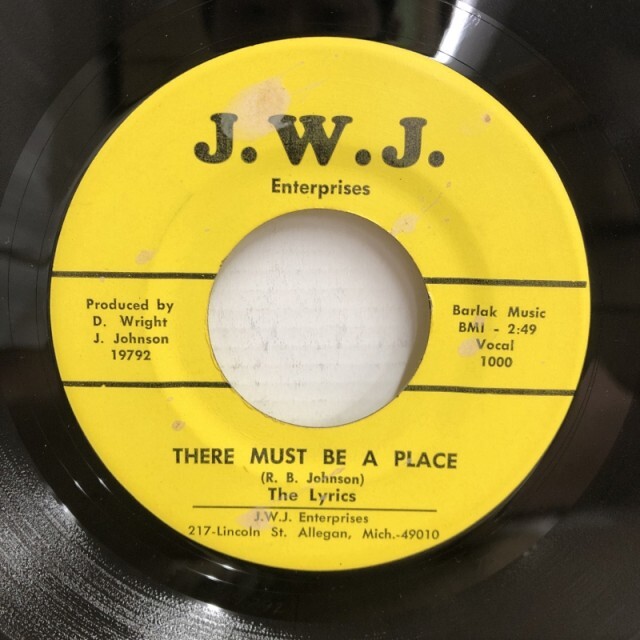 J.W.J.
Enterprises
Produced by
D. Wright
J. Johnson
19792
Barlak Music
BMI - 2:49
Vocal
1000
THERE MUST BE A PLACE
(R. B. Johnson)
The Lyrics
J.W.J. Enterprises
217-Lincoln St. Allegan, Mich.-49010